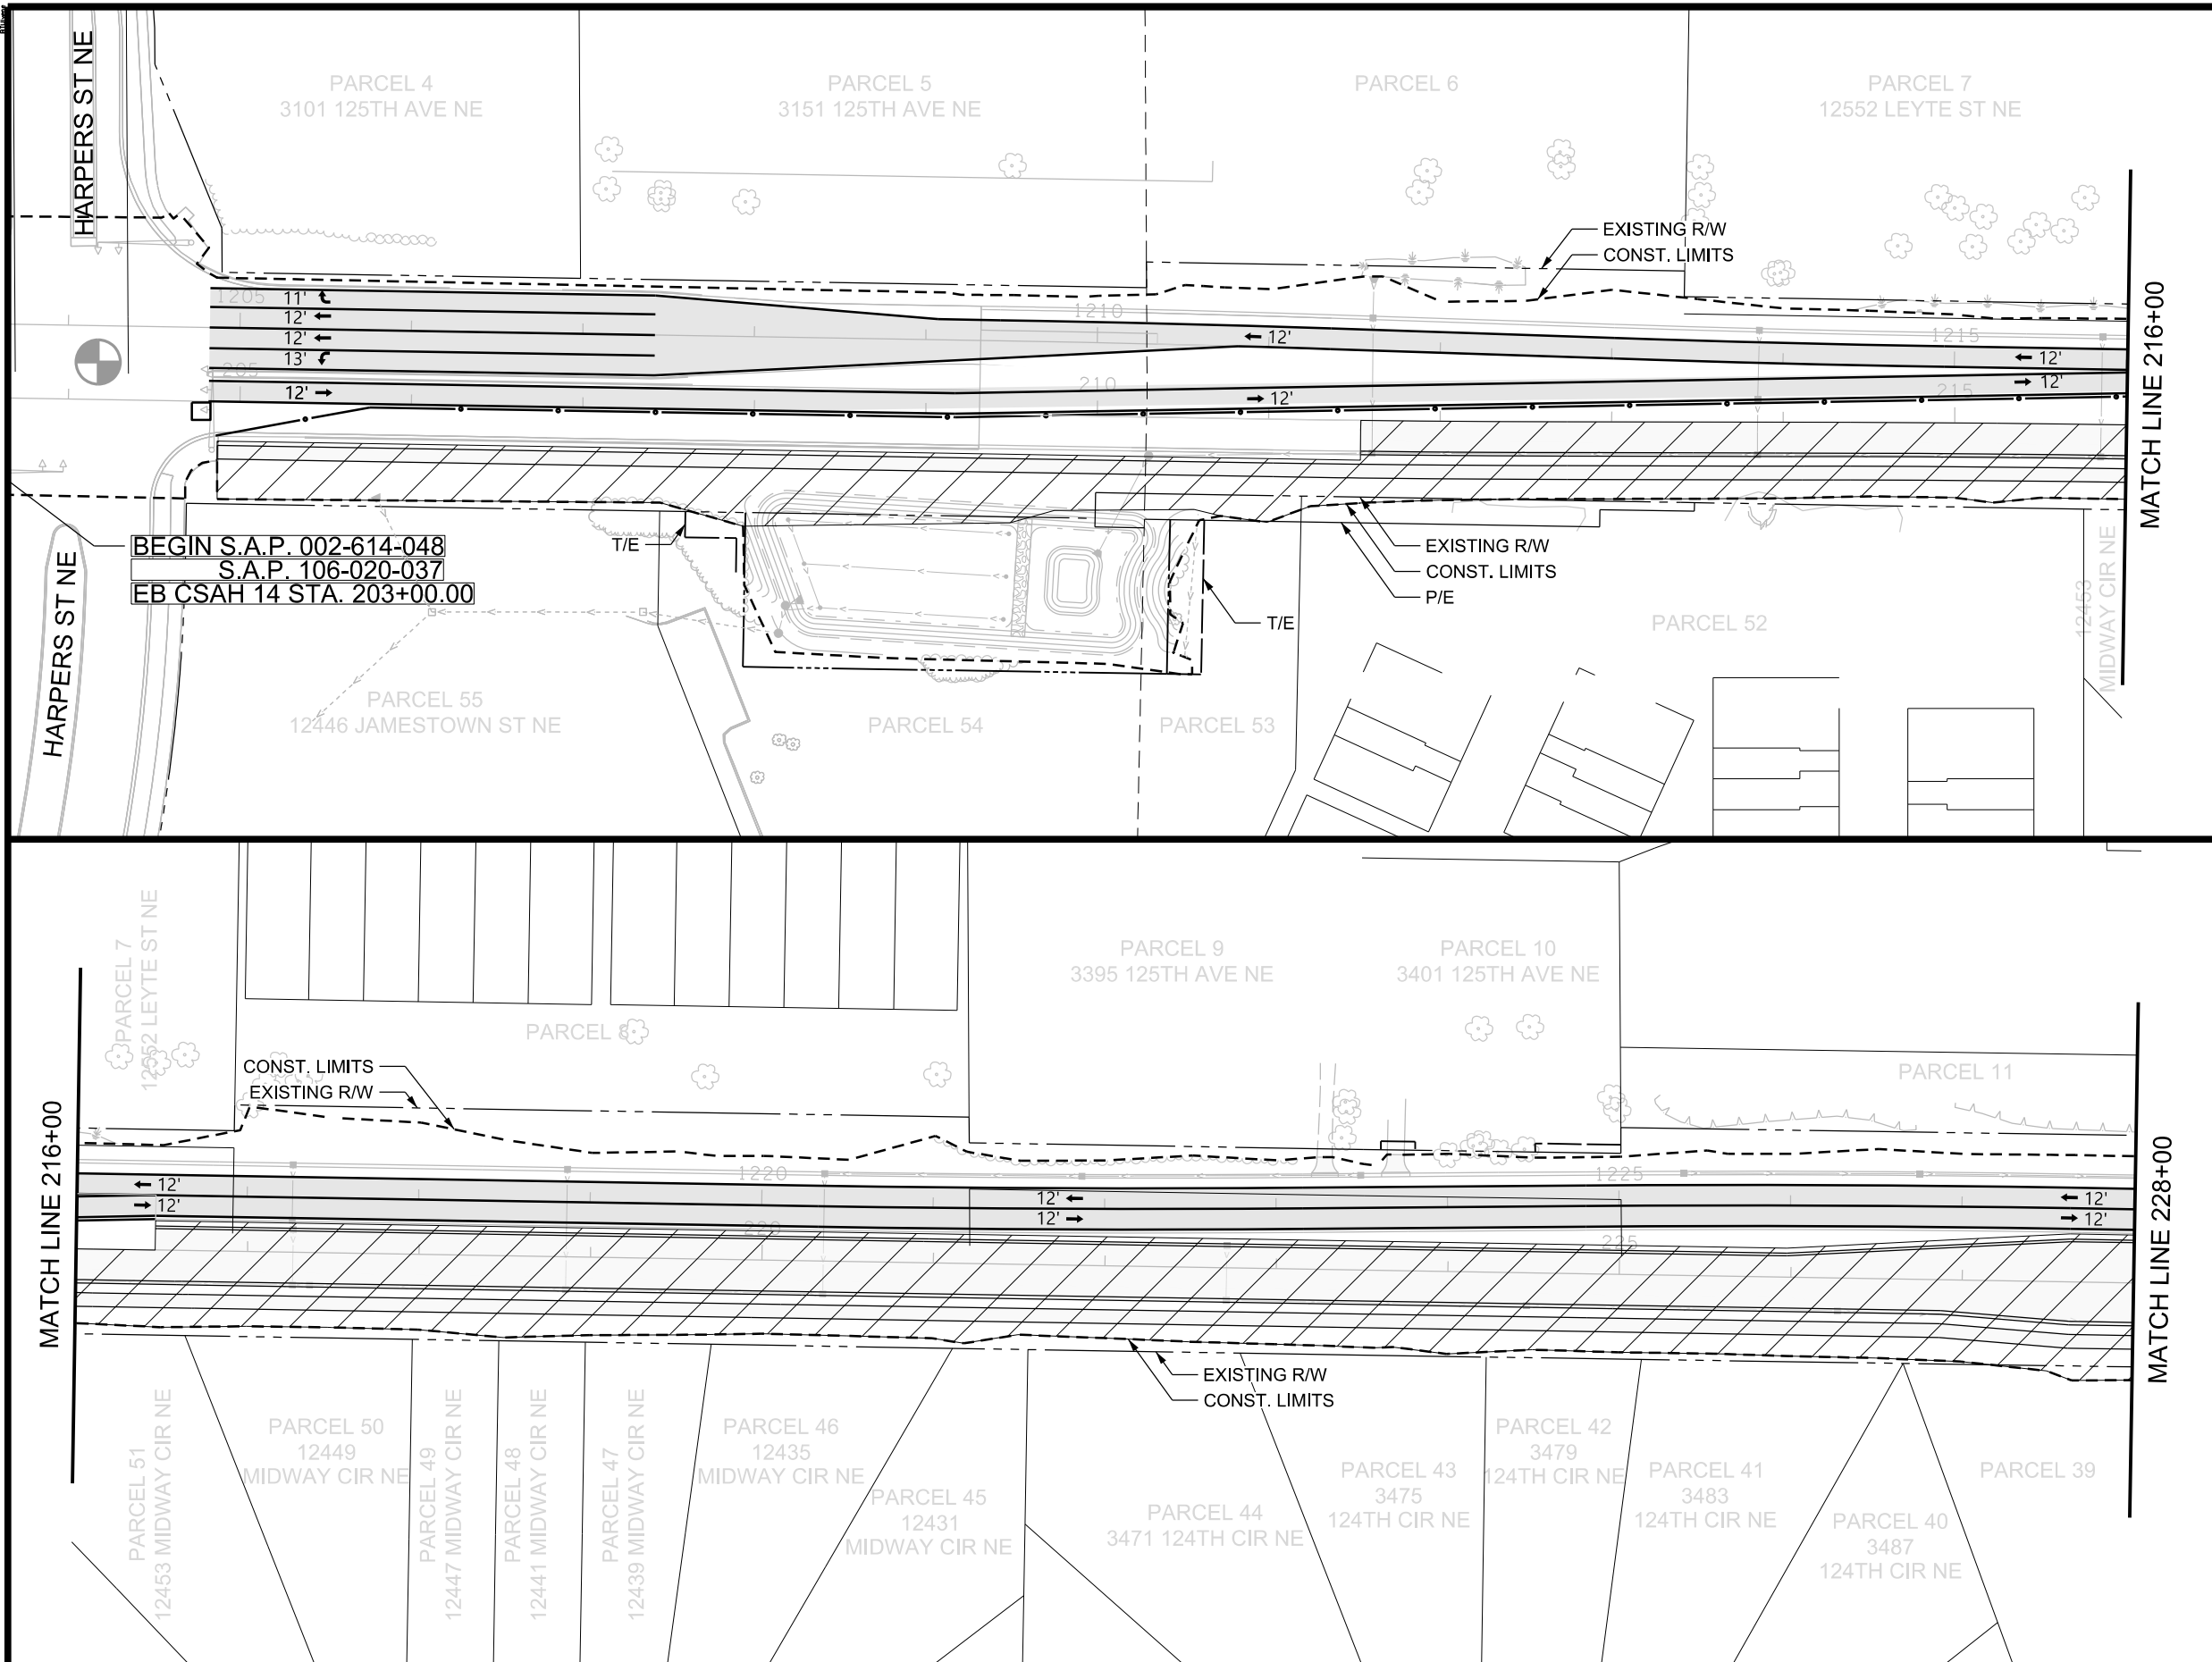 HARPERS ST NE
PARCEL 4
3101 125TH AVE NE
PARCEL 5
3151 125TH AVE NE
PARCEL 6
PARCEL 7
12552 LEYTE ST NE
EXISTING R/W
CONST. LIMITS
1205
11'
12'
12'
13'
205
12'
1210
12'
210
12'
1215
12'
215
12'
MATCH LINE 216+00
BEGIN S.A.P. 002-614-048
S.A.P. 106-020-037
EB CSAH 14 STA. 203+00.00
HARPERS ST NE
T/E
EXISTING R/W
CONST. LIMITS
P/E
T/E
PARCEL 52
12453
MIDWAY CIR NE
PARCEL 55
12446 JAMESTOWN ST NE
PARCEL 54
PARCEL 53
PARCEL 7
12552 LEYTE ST NE
PARCEL 8
PARCEL 9
3395 125TH AVE NE
PARCEL 10
3401 125TH AVE NE
PARCEL 11
CONST. LIMITS
EXISTING R/W
MATCH LINE 216+00
12'
12'
1220
220
12'
12'
1225
225
12'
12'
MATCH LINE 228+00
EXISTING R/W
CONST. LIMITS
PARCEL 51
12453 MIDWAY CIR NE
PARCEL 50
12449
MIDWAY CIR NE
PARCEL 49
12447 MIDWAY CIR NE
PARCEL 48
12441 MIDWAY CIR NE
PARCEL 47
12439 MIDWAY CIR NE
PARCEL 46
12435
MIDWAY CIR NE
PARCEL 45
12431
MIDWAY CIR NE
PARCEL 44
3471 124TH CIR NE
PARCEL 43
3475
124TH CIR NE
PARCEL 42
3479
124TH CIR NE
PARCEL 41
3483
124TH CIR NE
PARCEL 40
3487
124TH CIR NE
PARCEL 39